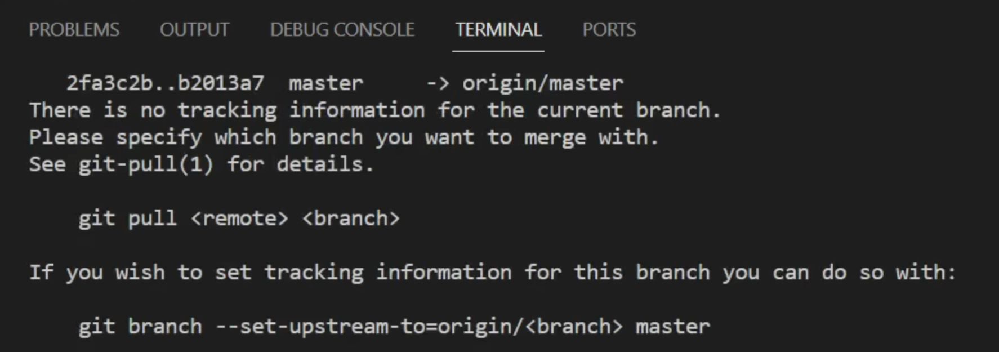 PROBLEMS OUTPUT DEBUG CONSOLE TERMINAL PORTS
2fa3c2b..b2013a7 master -> origin/master
There is no tracking information for the current branch.
Please specify which branch you want to merge with.
See git-pull(1) for details.
git pull <remote> <branch>
If you wish to set tracking information for this branch you can do so with:
git branch --set-upstream-to=origin/<branch> master